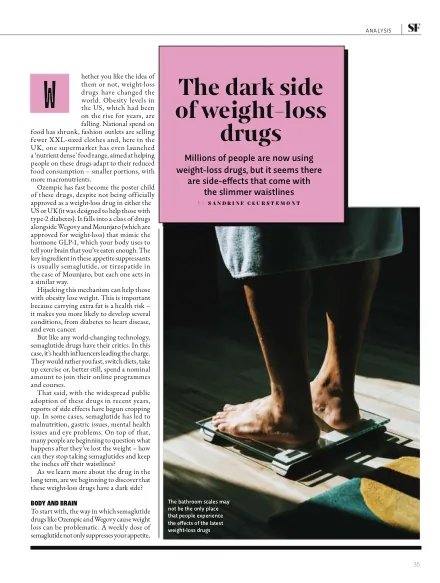 ANALYSIS
SF
The dark side
of weight-loss
drugs
Millions of people are now using
weight-loss drugs, but it seems there
are side-effects that come with
the slimmer waistlines
by SANDRINE CEURSTEMONT
Whether you like the idea of
them or not, weight-loss
drugs have changed the
world. Obesity levels in
the US, which had been
on the rise for years, are
falling. National spend on
food has shrunk, fashion outlets are selling
fewer XXL-sized clothes and, here in the
UK, one supermarket has even launched
a 'nutrient dense' food range, aimed at helping
people on these drugs adapt to their reduced
food consumption – smaller portions, with
more macronutrients.
Ozempic has fast become the poster child
of these drugs, despite not being officially
approved as a weight-loss drug in either the
US or UK (it was designed to help those with
type-2 diabetes). It falls into a class of drugs
alongside Wegovy and Mounjaro (which are
approved for weight-loss) that mimic the
hormone GLP-1, which your body uses to
tell your brain that you've eaten enough. The
key ingredient in these appetite suppressants
is usually semaglutide, or tirzepatide in
the case of Mounjaro, but each one acts in
a similar way.
Hijacking this mechanism can help those
with obesity lose weight. This is important
because carrying extra fat is a health risk –
it makes you more likely to develop several
conditions, from diabetes to heart disease,
and even cancer.
But like any world-changing technology,
semaglutide drugs have their critics. In this
case, it's health influencers leading the charge.
They would rather you fast, switch diets, take
up exercise or, better still, spend a nominal
amount to join their online programmes
and courses.
That said, with the widespread public
adoption of these drugs in recent years,
reports of side effects have begun cropping
up. In some cases, semaglutide has led to
malnutrition, gastric issues, mental health
issues and eye problems. On top of that,
many people are beginning to question what
happens after they've lost the weight – how
can they stop taking semaglutides and keep
the inches off their waistlines?
As we learn more about the drug in the
long term, are we beginning to discover that
these weight-loss drugs have a dark side?
BODY AND BRAIN
To start with, the way in which semaglutide
drugs like Ozempic and Wegovy cause weight
loss can be problematic. A weekly dose of
semaglutide not only suppresses your appetite,
The bathroom scales may
not be the only place
that people experience
the effects of the latest
weight-loss drugs